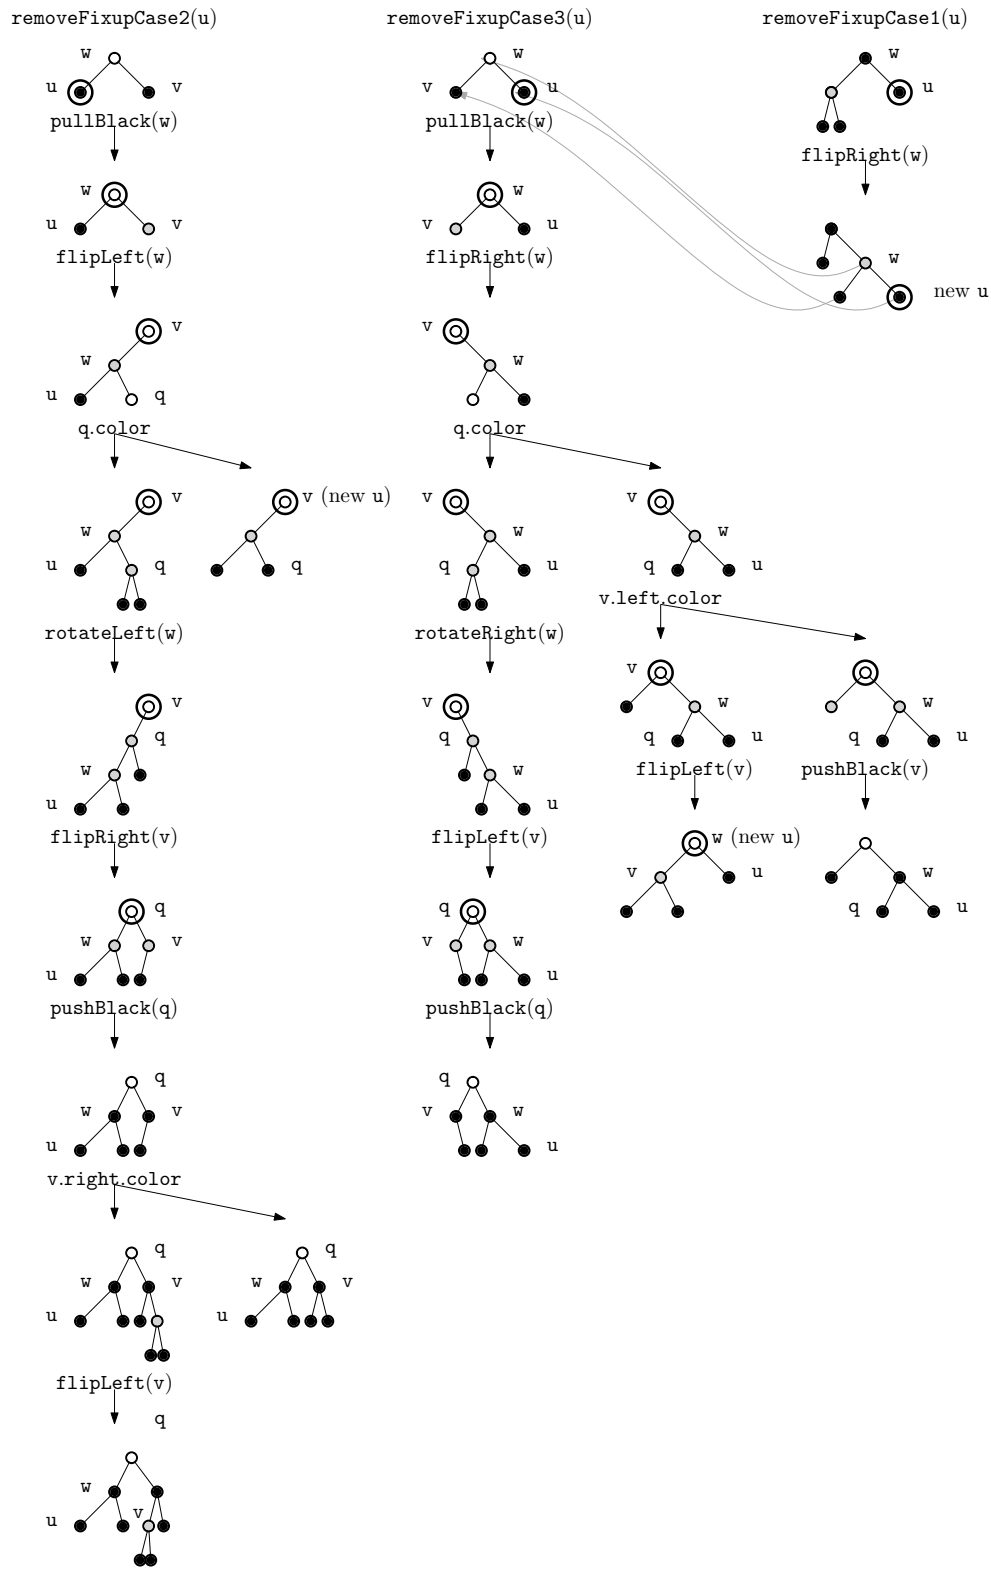 removeFixupCase2(u)
w
u
v
pullBlack(w)
w
u
v
flipLeft(w)
v
w
u
q
q.color
v
w
u
q
v (new u)
q
rotateLeft(w)
v
q
w
u
flipRight(v)
q
w
v
u
pushBlack(q)
q
w
v
u
v.right.color
q
w
v
u
q
w
v
u
flipLeft(v)
q
w
v
u
removeFixupCase3(u)
w
v
u
pullBlack(w)
w
v
u
flipRight(w)
v
w
q.color
v
w
q
u
v
w
q
u
rotateRight(w)
v
q
w
u
flipLeft(v)
q
v
w
u
pushBlack(q)
q
v
w
u
v.left.color
v
w
q
u
flipLeft(v)
w (new u)
v
u
w
q
u
pushBlack(v)
w
q
u
removeFixupCase1(u)
w
u
flipRight(w)
w
new u